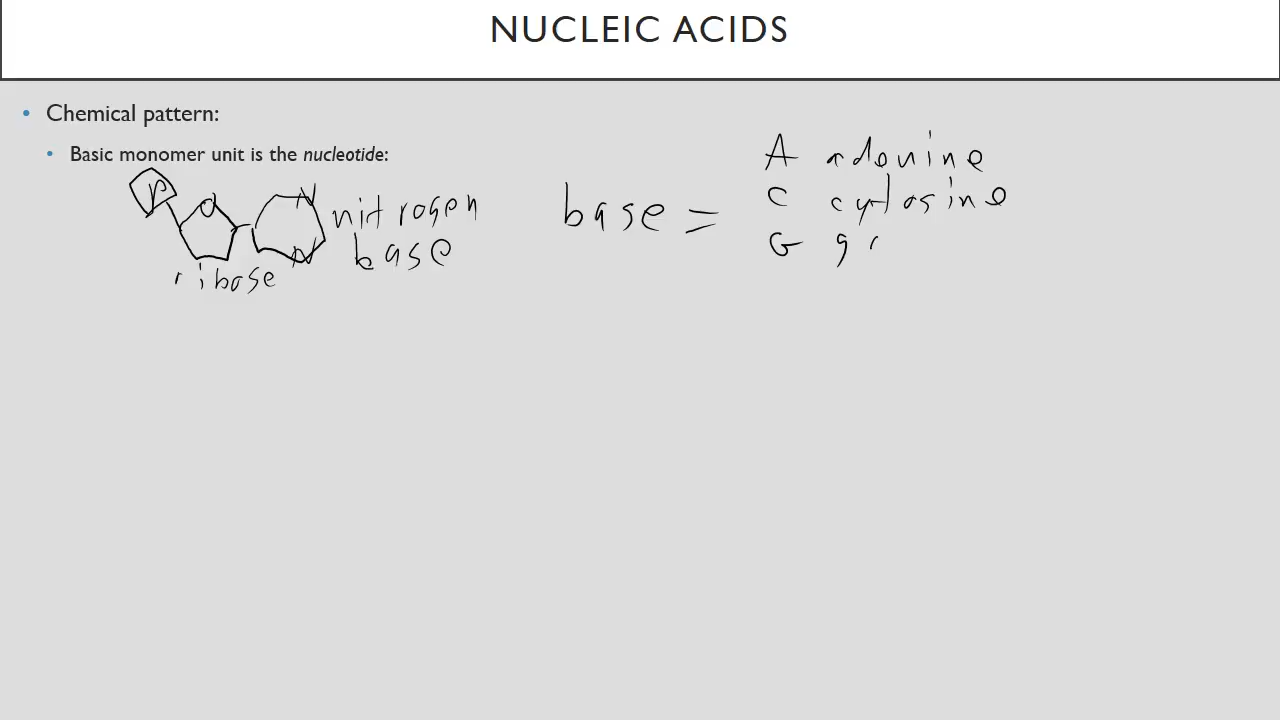 NUCLEIC ACIDS
• Chemical pattern:
• Basic monomer unit is the nucleotide:
P O N N
ribose
nitrogen
base
base =
A adenine
C cytosine
G g